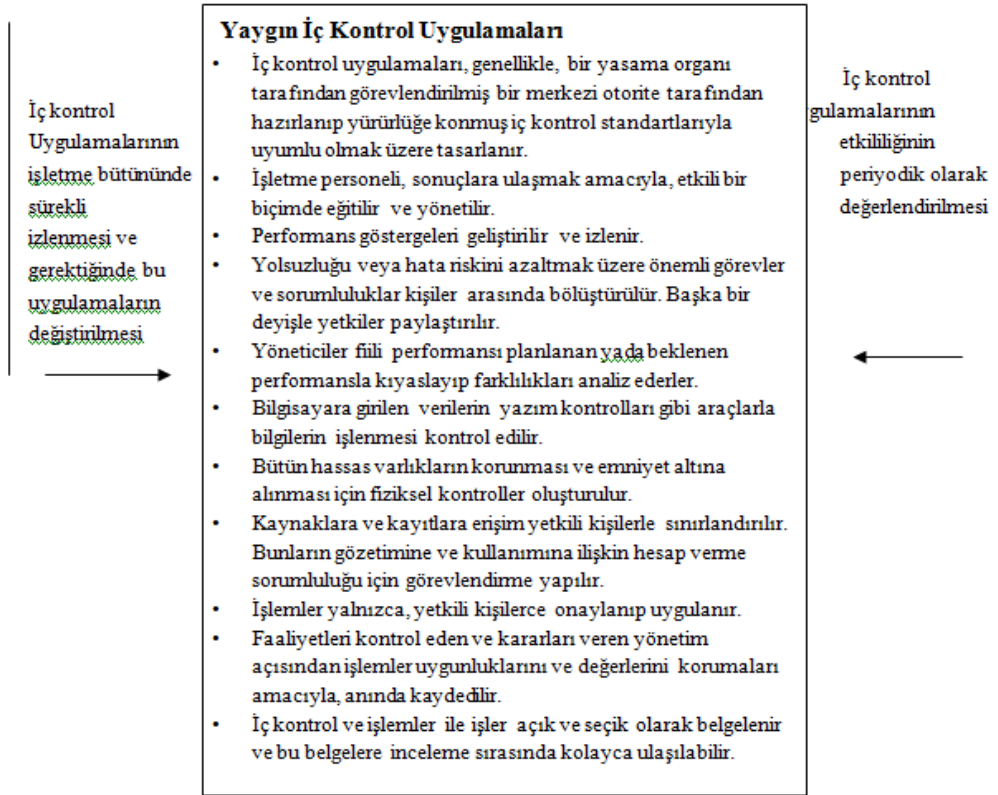 İç kontrol
Uygulamalarının
işletme bütününde
sürekli
izlenmesi ve
gerektiğinde bu
uygulamaların
değiştirilmesi
Yaygın İç Kontrol Uygulamaları
• İç kontrol uygulamaları, genellikle, bir yasama organı
tarafından görevlendirilmiş bir merkezi otorite tarafından
hazırlanıp yürürlüğe konmuş iç kontrol standartlarıyla
uyumlu olmak üzere tasarlanır.
• İşletme personeli, sonuçlara ulaşmak amacıyla, etkili bir
biçimde eğitilir ve yönetilir.
• Performans göstergeleri geliştirilir ve izlenir.
• Yolsuzluğu veya hata riskini azaltmak üzere önemli görevler
ve sorumluluklar kişiler arasında bölüştürülür. Başka bir
deyişle yetkiler paylaştırılır.
• Yöneticiler fiili performansı planlanan yada beklenen
performansla kıyaslayıp farklılıkları analiz ederler.
• Bilgisayara girilen verilerin yazım kontrolları gibi araçlarla
bilgilerin işlenmesi kontrol edilir.
• Bütün hassas varlıkların korunması ve emniyet altına
alınması için fiziksel kontroller oluşturulur.
• Kaynaklara ve kayıtlara erişim yetkili kişilerle sınırlandırılır.
Bunların gözetimine ve kullanımına ilişkin hesap verme
sorumluluğu için görevlendirme yapılır.
• İşlemler yalnızca, yetkili kişilerce onaylanıp uygulanır.
• Faaliyetleri kontrol eden ve kararları veren yönetim
açısından işlemler uygunluklarını ve değerlerini korumaları
amacıyla, anında kaydedilir.
• İç kontrol ve işlemler ile işler açık ve seçik olarak belgelenir
ve bu belgelere inceleme sırasında kolayca ulaşılabilir.
İç kontrol
gulamalarının
etkililiğinin
periyodik olarak
değerlendirilmesi